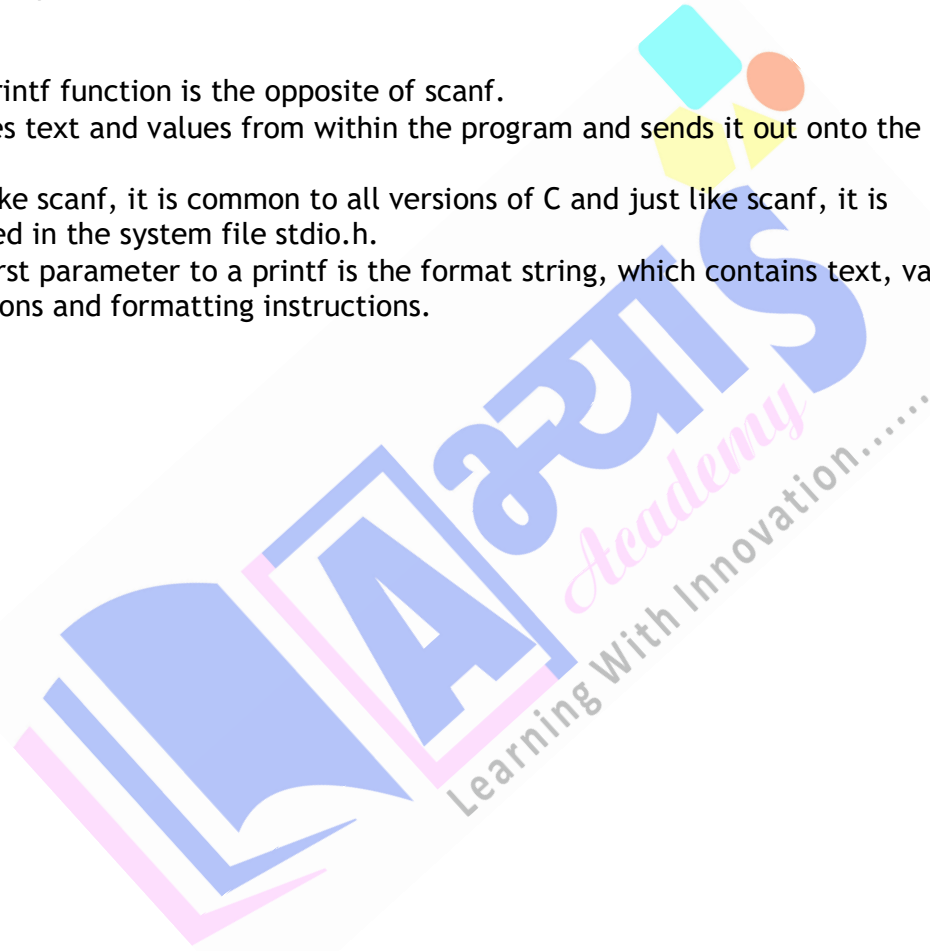 rintf function is the opposite of scanf.
es text and values from within the program and sends it out onto the
ke scanf, it is common to all versions of C and just like scanf, it is
ed in the system file stdio.h.
rst parameter to a printf is the format string, which contains text, va
ons and formatting instructions.
A भ्यास
Academy
Learning With Innovation......